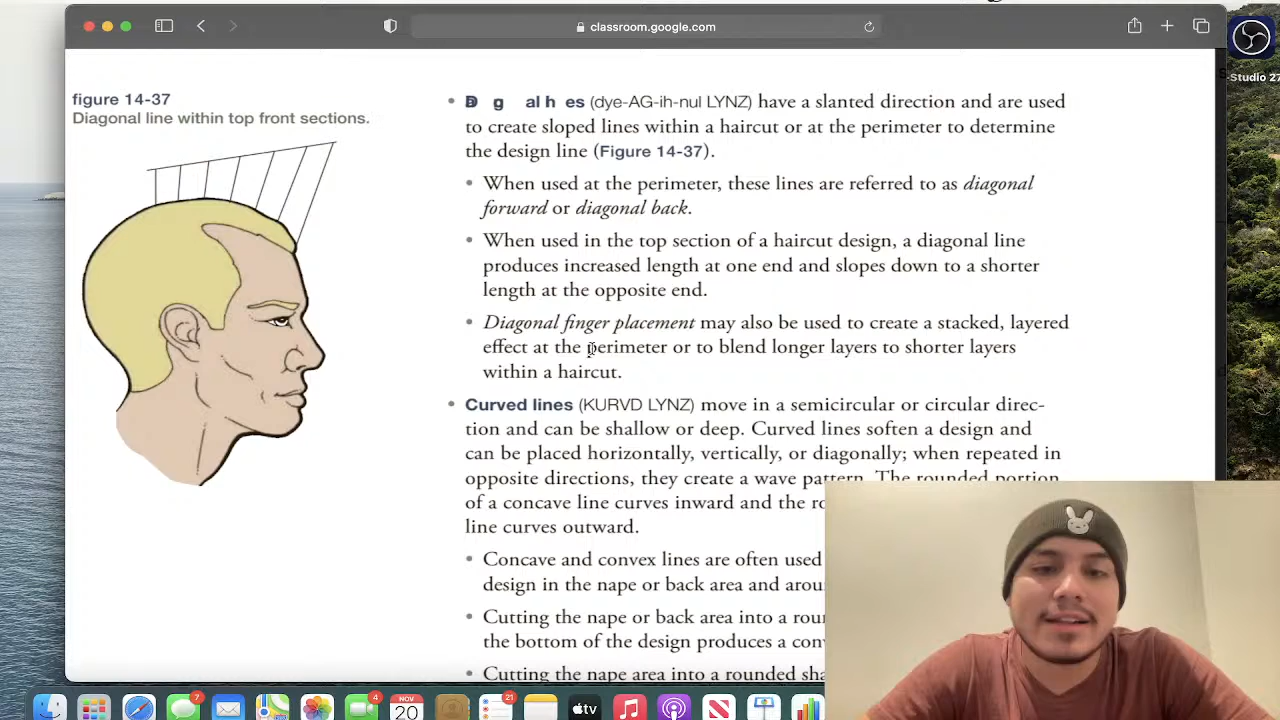 classroom.google.com
Studio 27
figure 14-37
Diagonal line within top front sections.
• al es (dye-AG-ih-nul LYNZ) have a slanted direction and are used
to create sloped lines within a haircut or at the perimeter to determine
the design line (Figure 14-37).
• When used at the perimeter, these lines are referred to as diagonal
forward or diagonal back.
• When used in the top section of a haircut design, a diagonal line
produces increased length at one end and slopes down to a shorter
length at the opposite end.
• Diagonal finger placement may also be used to create a stacked, layered
effect at the perimeter or to blend longer layers to shorter layers
within a haircut.
• Curved lines (KURVD LYNZ) move in a semicircular or circular direc-
tion and can be shallow or deep. Curved lines soften a design and
can be placed horizontally, vertically, or diagonally; when repeated in
opposite directions, they create a wave pattern. The rounded portion
of a concave line curves inward and the
line curves outward.
• Concave and convex lines are often used
design in the nape or back area and
• Cutting the nape or back area into a
the bottom of the design produces a
• Cutting the nape area into a rounded
7
4
NOV
20
21
tv